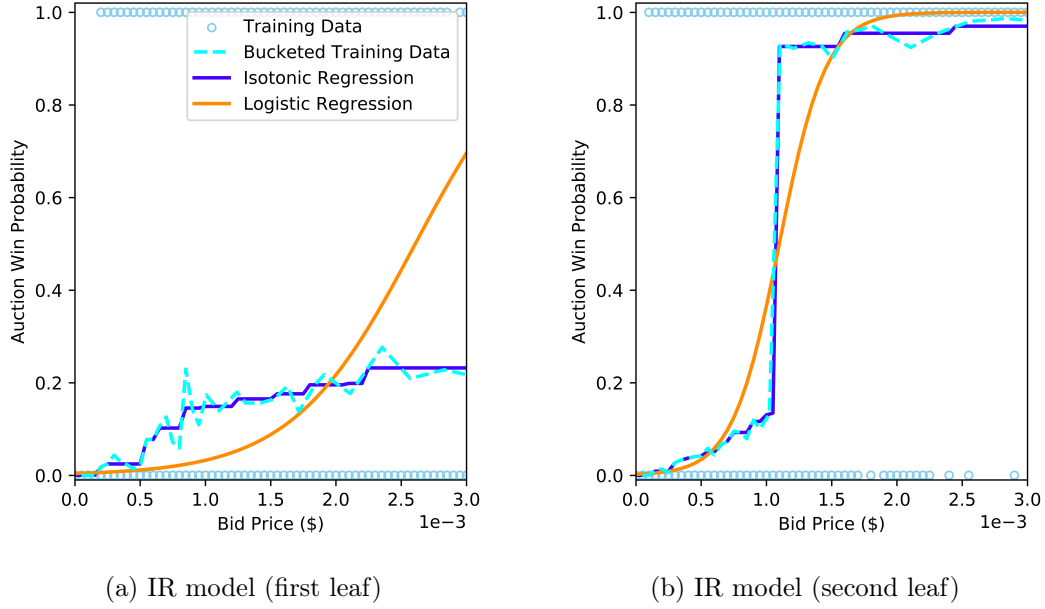 Training Data
Bucketed Training Data
Isotonic Regression
Logistic Regression
Auction Win Probability
1.0
0.8
0.6
0.4
0.2
0.0
0.0 0.5 1.0 1.5 2.0 2.5 3.0
Bid Price ($) 1e−3
(a) IR model (first leaf)
Auction Win Probability
1.0
0.8
0.6
0.4
0.2
0.0
0.0 0.5 1.0 1.5 2.0 2.5 3.0
Bid Price ($) 1e−3
(b) IR model (second leaf)